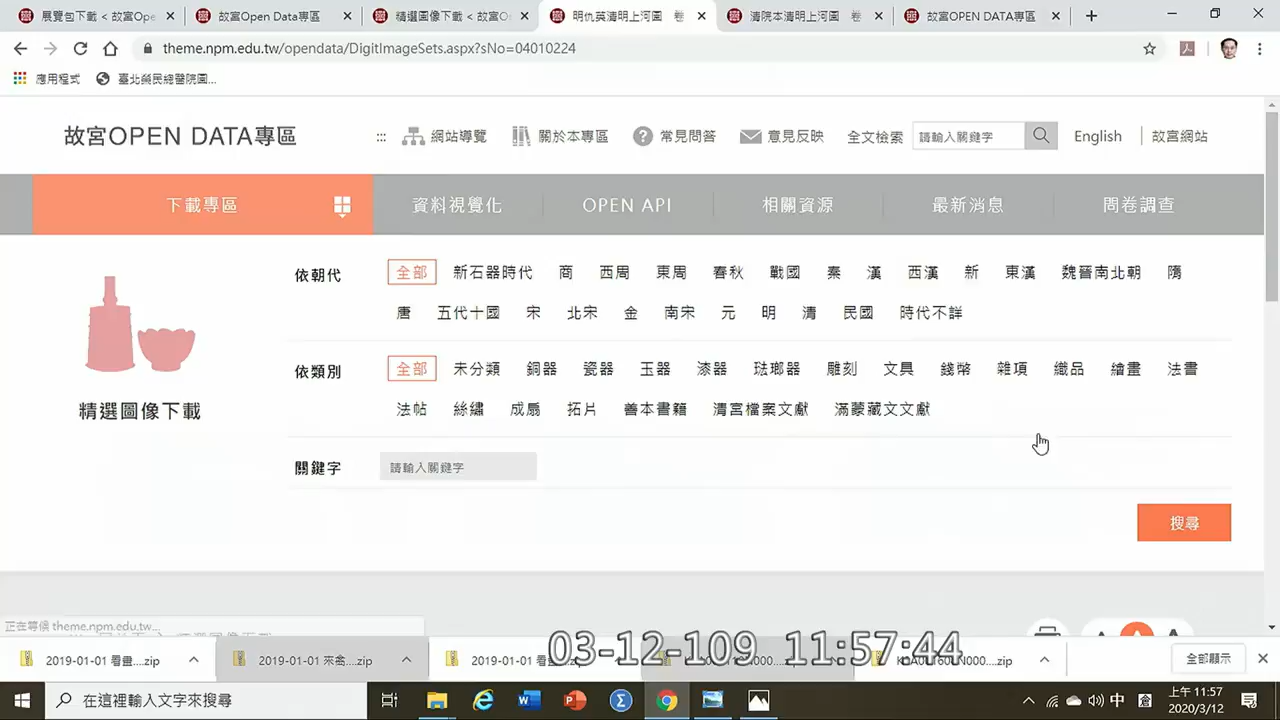 展覽包下載 < 故宮Ope
故宮Open Data專區
精選圖像下載 < 故宮O
明仇英清明上河圖 卷
清院本清明上河圖 卷
故宮OPEN DATA專區
theme.npm.edu.tw/opendata/DigitImageSets.aspx?sNo=04010224
應用程式
臺北榮民總醫院圖...
故宮OPEN DATA專區
:::
網站導覽
關於本專區
常見問答
意見反映
全文檢索
請輸入關鍵字
English
故宮網站
下載專區
資料視覺化
OPEN API
相關資源
最新消息
問卷調查
依朝代
全部 新石器時代 商 西周 東周 春秋 戰國 秦 漢 西漢 新 東漢 魏晉南北朝 隋
唐 五代十國 宋 北宋 金 南宋 元 明 清 民國 時代不詳
依類別
全部 未分類 銅器 瓷器 玉器 漆器 琺瑯器 雕刻 文具 錢幣 雜項 織品 繪畫 法書
法帖 絲繡 成扇 拓片 善本書籍 清宮檔案文獻 滿蒙藏文文獻
精選圖像下載
關鍵字
請輸入關鍵字
搜尋
正在等候 theme.npm.edu.tw...
03-12-109 11:57:44
2019-01-01 看畫....zip
2019-01-01 來禽....zip
2019-01-01 看畫
全部顯示
在這裡輸入文字來搜尋
中
上午 11:57
2020/3/12